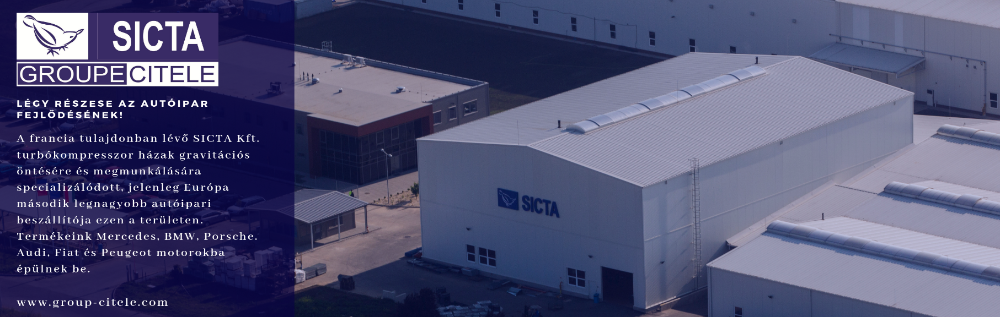 SICTA
GROUPE CITELE
LÉGY RÉSZESE AZ AUTÓIPAR
FEJLŐDÉSÉNEK!
A francia tulajdonban lévő SICTA Kft.
turbókompresszor házak gravitációs
öntésére és megmunkálására
specializálódott, jelenleg Európa
második legnagyobb autóipari
beszállítója ezen a területen.
Termékeink Mercedes, BMW, Porsche.
Audi, Fiat és Peugeot motorokba
épülnek be.
www.group-citele.com
SICTA